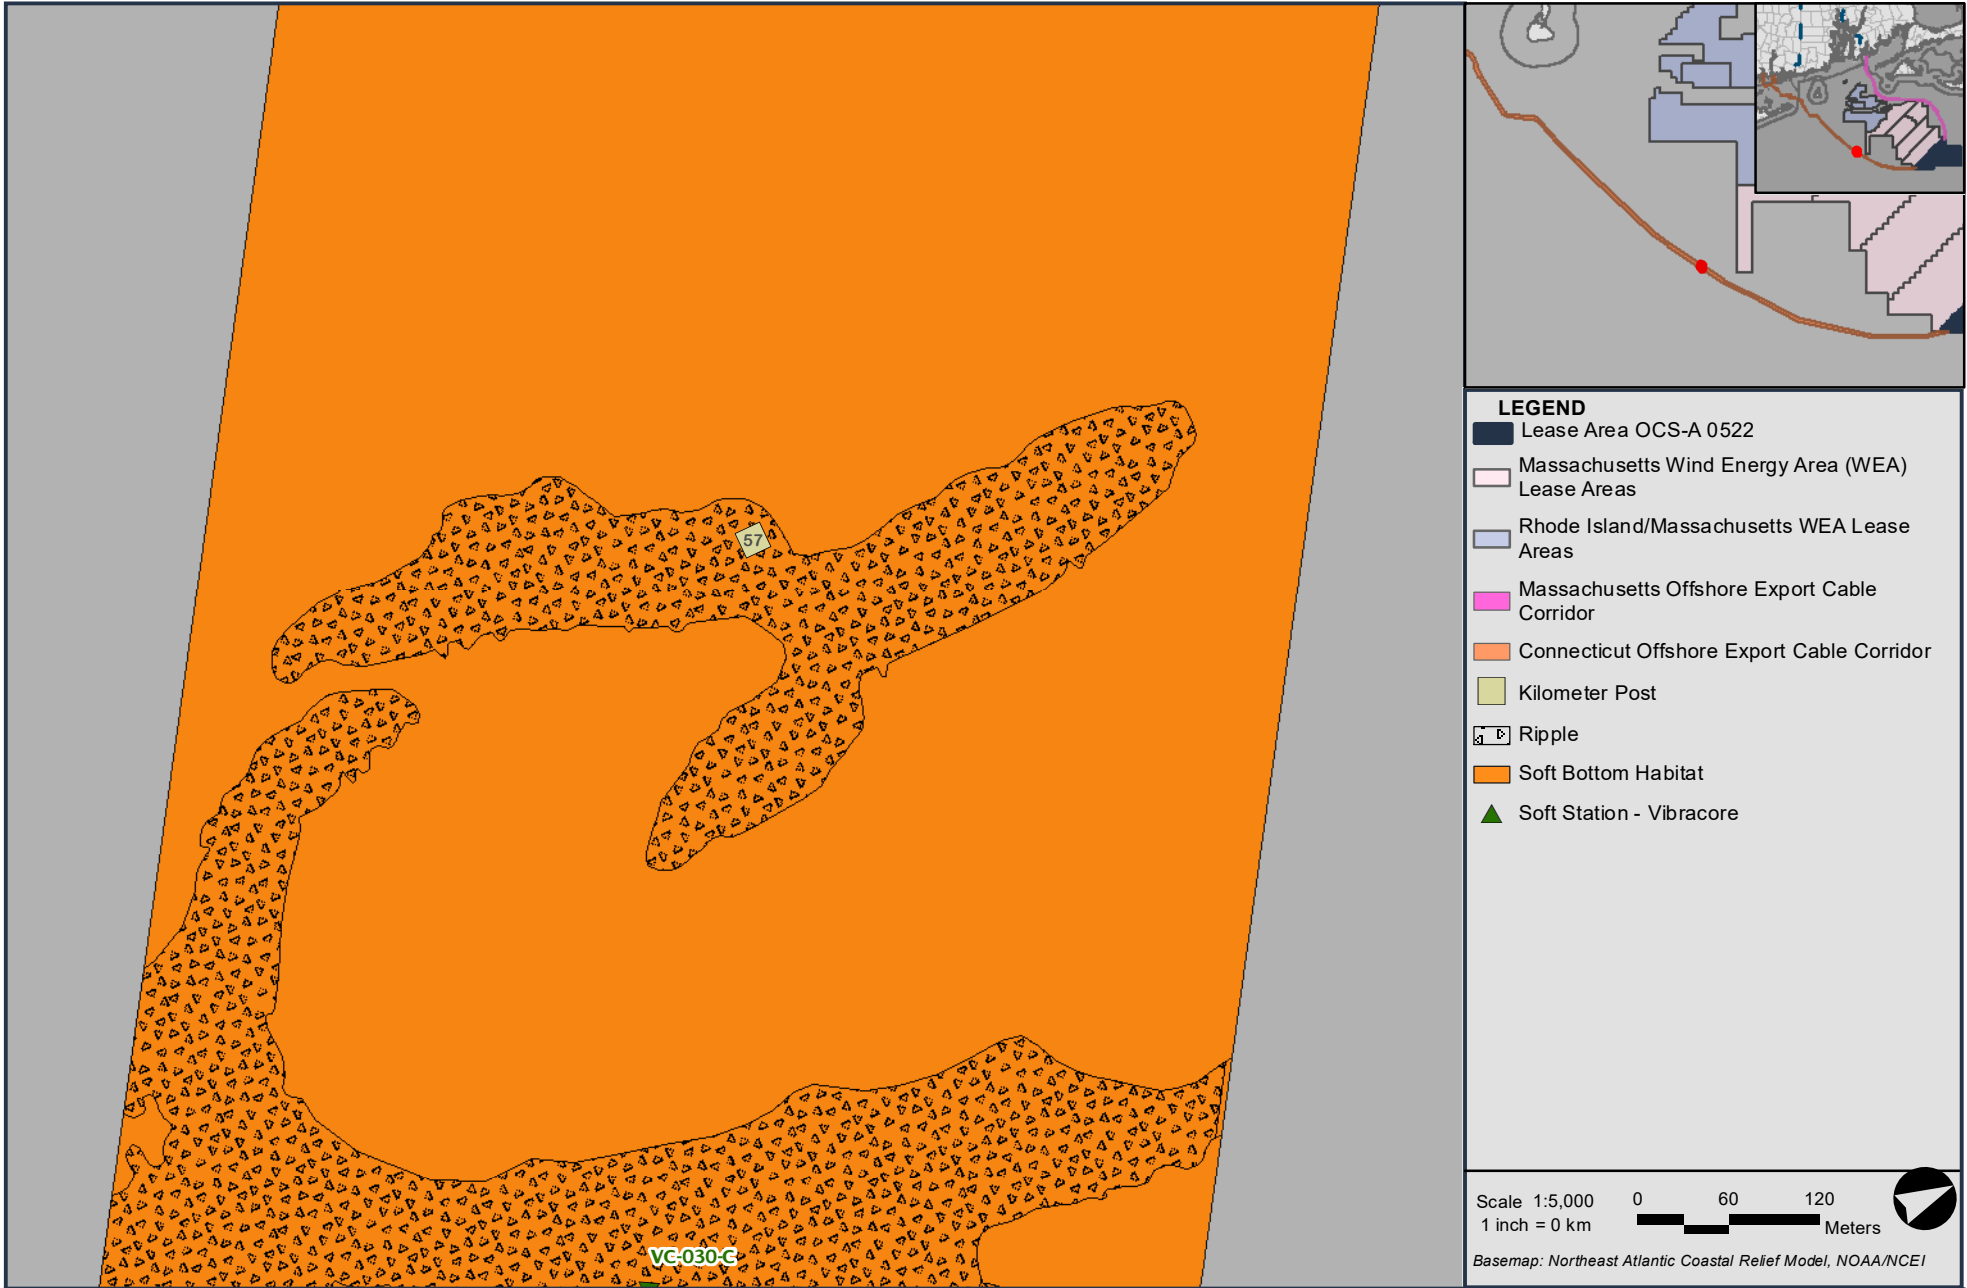 57
VC-030-C
LEGEND
Lease Area OCS-A 0522
Massachusetts Wind Energy Area (WEA)
Lease Areas
Rhode Island/Massachusetts WEA Lease
Areas
Massachusetts Offshore Export Cable
Corridor
Connecticut Offshore Export Cable Corridor
Kilometer Post
Ripple
Soft Bottom Habitat
Soft Station - Vibracore
Scale 1:5,000
1 inch = 0 km
0 60 120
Meters
Basemap: Northeast Atlantic Coastal Relief Model, NOAA/NCEI